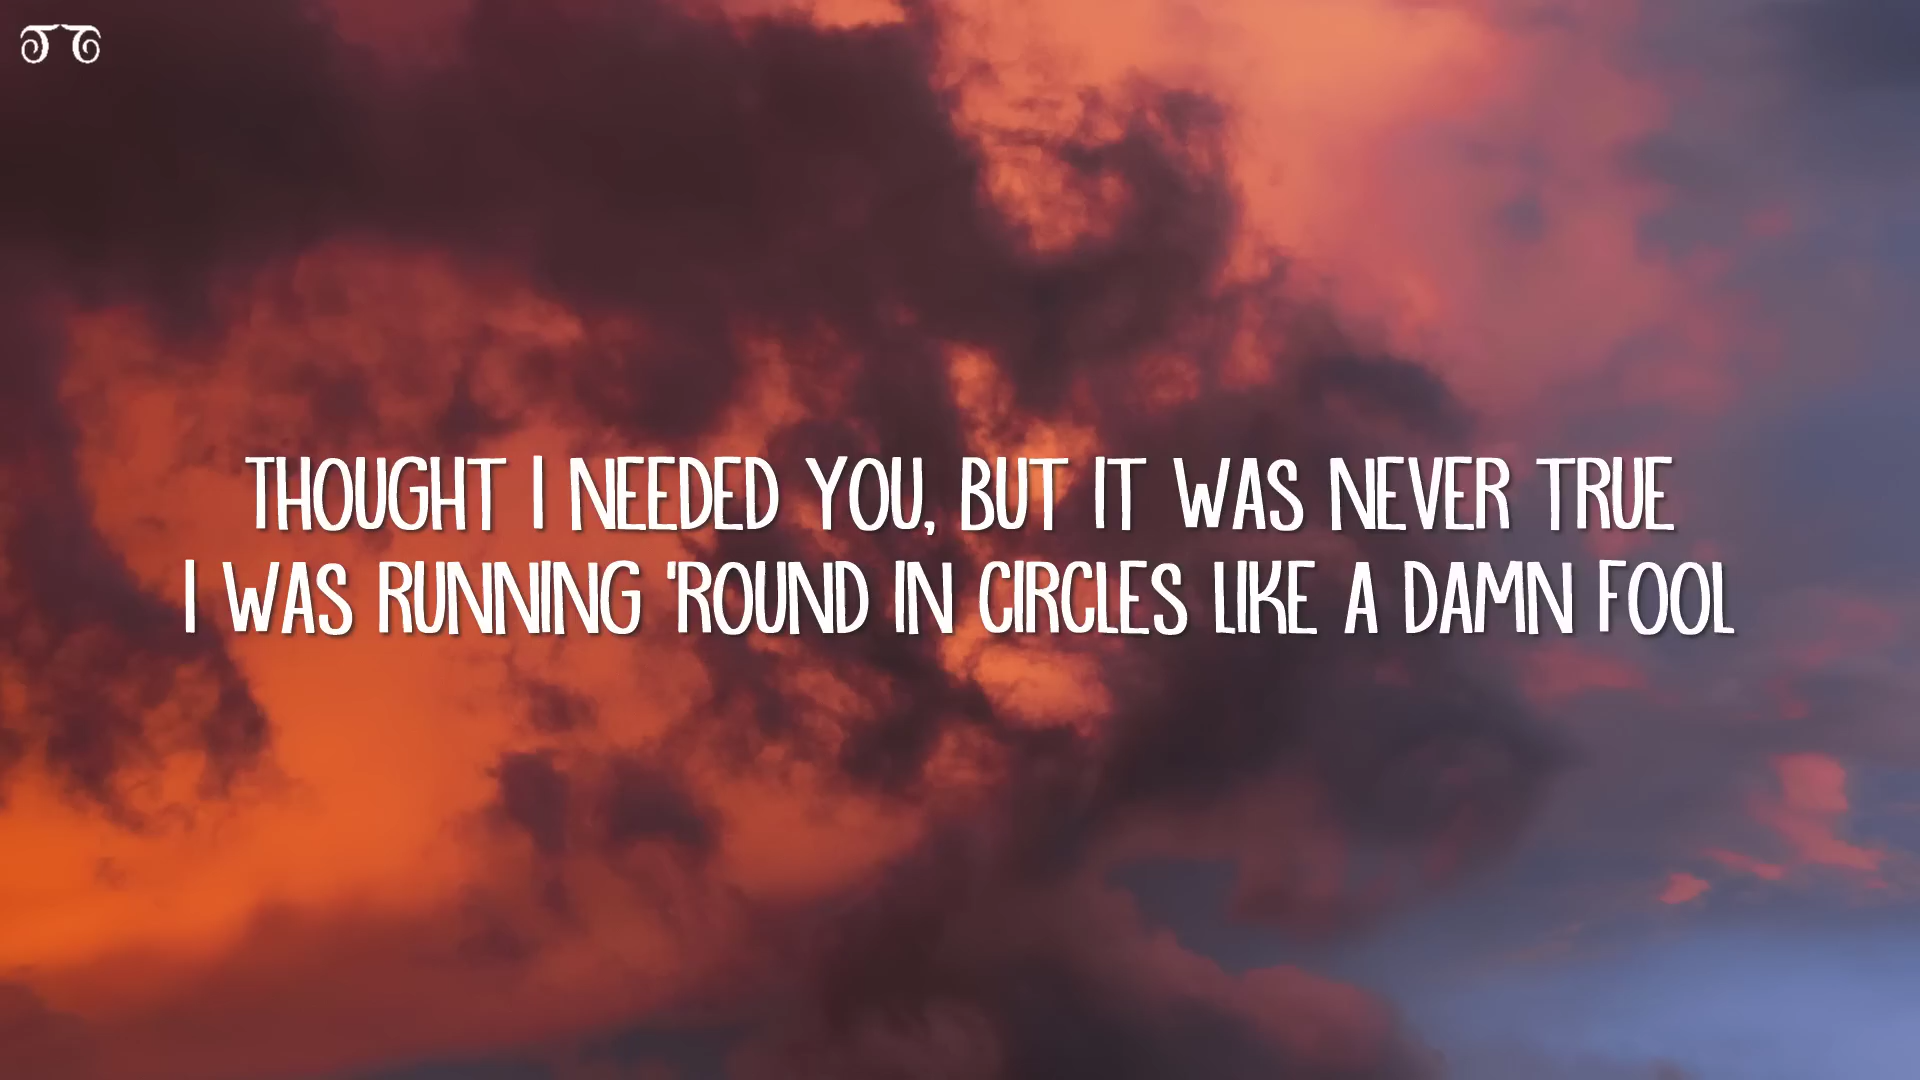 THOUGHT I NEEDED YOU, BUT IT WAS NEVER TRUE
I WAS RUNNING 'ROUND IN CIRCLES LIKE A DAMN FOOL